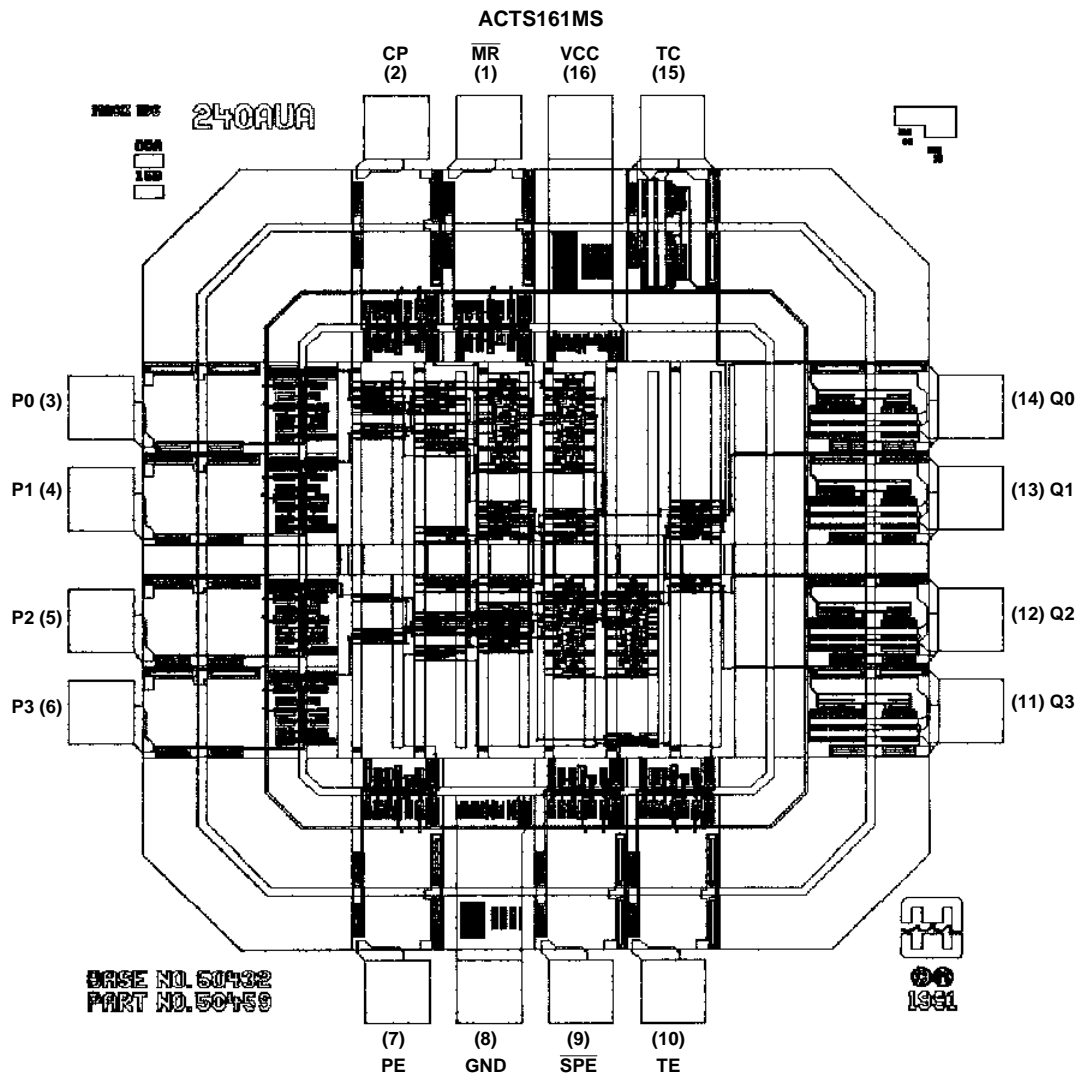 ACTS161MS
CP
(2)
MR
(1)
VCC
(16)
TC
(15)
240AUA
P0 (3)
P1 (4)
P2 (5)
P3 (6)
(14) Q0
(13) Q1
(12) Q2
(11) Q3
BASE NO. 50432
PART NO. 50459
1991
(7)
PE
(8)
GND
(9)
SPE
(10)
TE